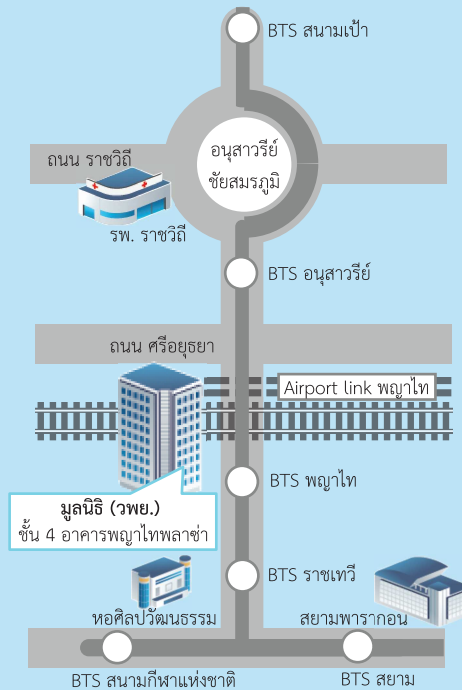 BTS สนามเป้า
อนุสาวรีย์
ชัยสมรภูมิ
ถนน ราชวิถี
รพ. ราชวิถี
BTS อนุสาวรีย์
ถนน ศรีอยุธยา
Airport link พญาไท
BTS พญาไท
มูลนิธิ (วพย.)
ชั้น 4 อาคารพญาไทพลาซ่า
BTS ราชเทวี
หอศิลปวัฒนธรรม
สยามพารากอน
BTS สนามกีฬาแห่งชาติ
BTS สยาม